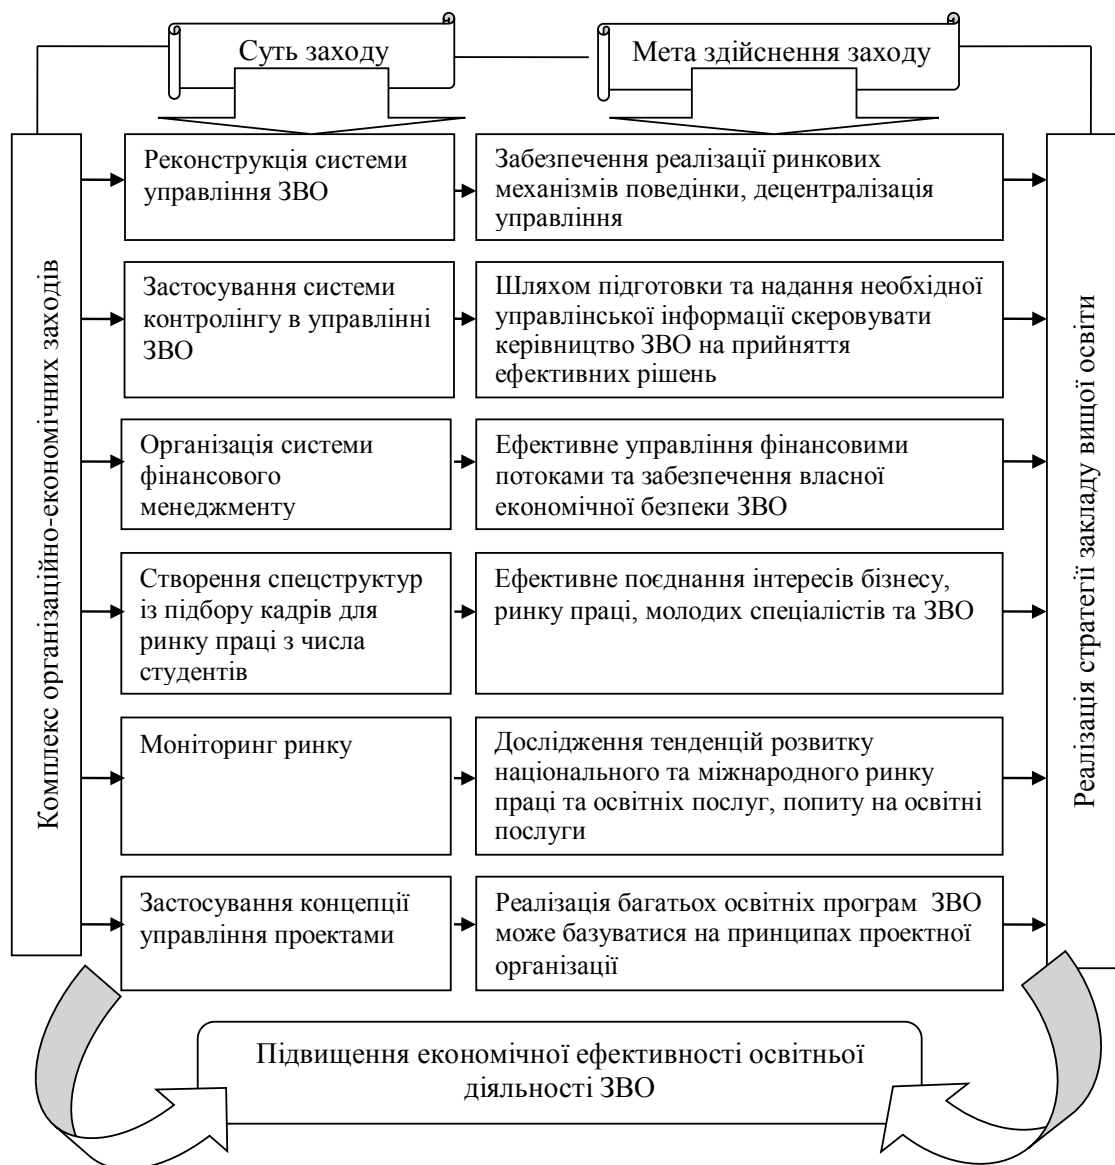 Суть заходу
Мета здійснення заходу
Комплекс організаційно-економічних заходів
Реконструкція системи
управління ЗВО
Забезпечення реалізації ринкових
механізмів поведінки, децентралізація
управління
Застосування системи
контролінгу в управлінні
ЗВО
Шляхом підготовки та надання необхідної
управлінської інформації скеровувати
керівництво ЗВО на прийняття
ефективних рішень
Організація системи
фінансового
менеджменту
Ефективне управління фінансовими
потоками та забезпечення власної
економічної безпеки ЗВО
Створення спецструктур
із підбору кадрів для
ринку праці з числа
студентів
Ефективне поєднання інтересів бізнесу,
ринку праці, молодих спеціалістів та ЗВО
Моніторинг ринку
Дослідження тенденцій розвитку
національного та міжнародного ринку
праці та освітніх послуг, попиту на освітні
послуги
Застосування концепції
управління проектами
Реалізація багатьох освітніх програм ЗВО
може базуватися на принципах проектної
організації
Реалізація стратегії закладу вищої освіти
Підвищення економічної ефективності освітньої
діяльності ЗВО